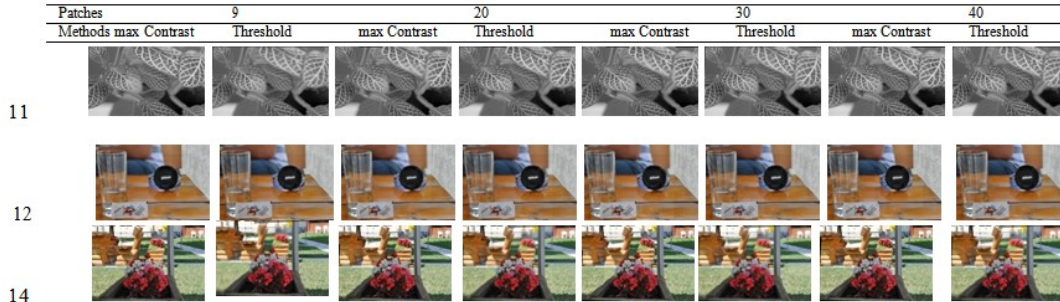 Patches 9 20 30 40
Methods max Contrast Threshold max Contrast Threshold max Contrast Threshold max Contrast Threshold
11
12
14